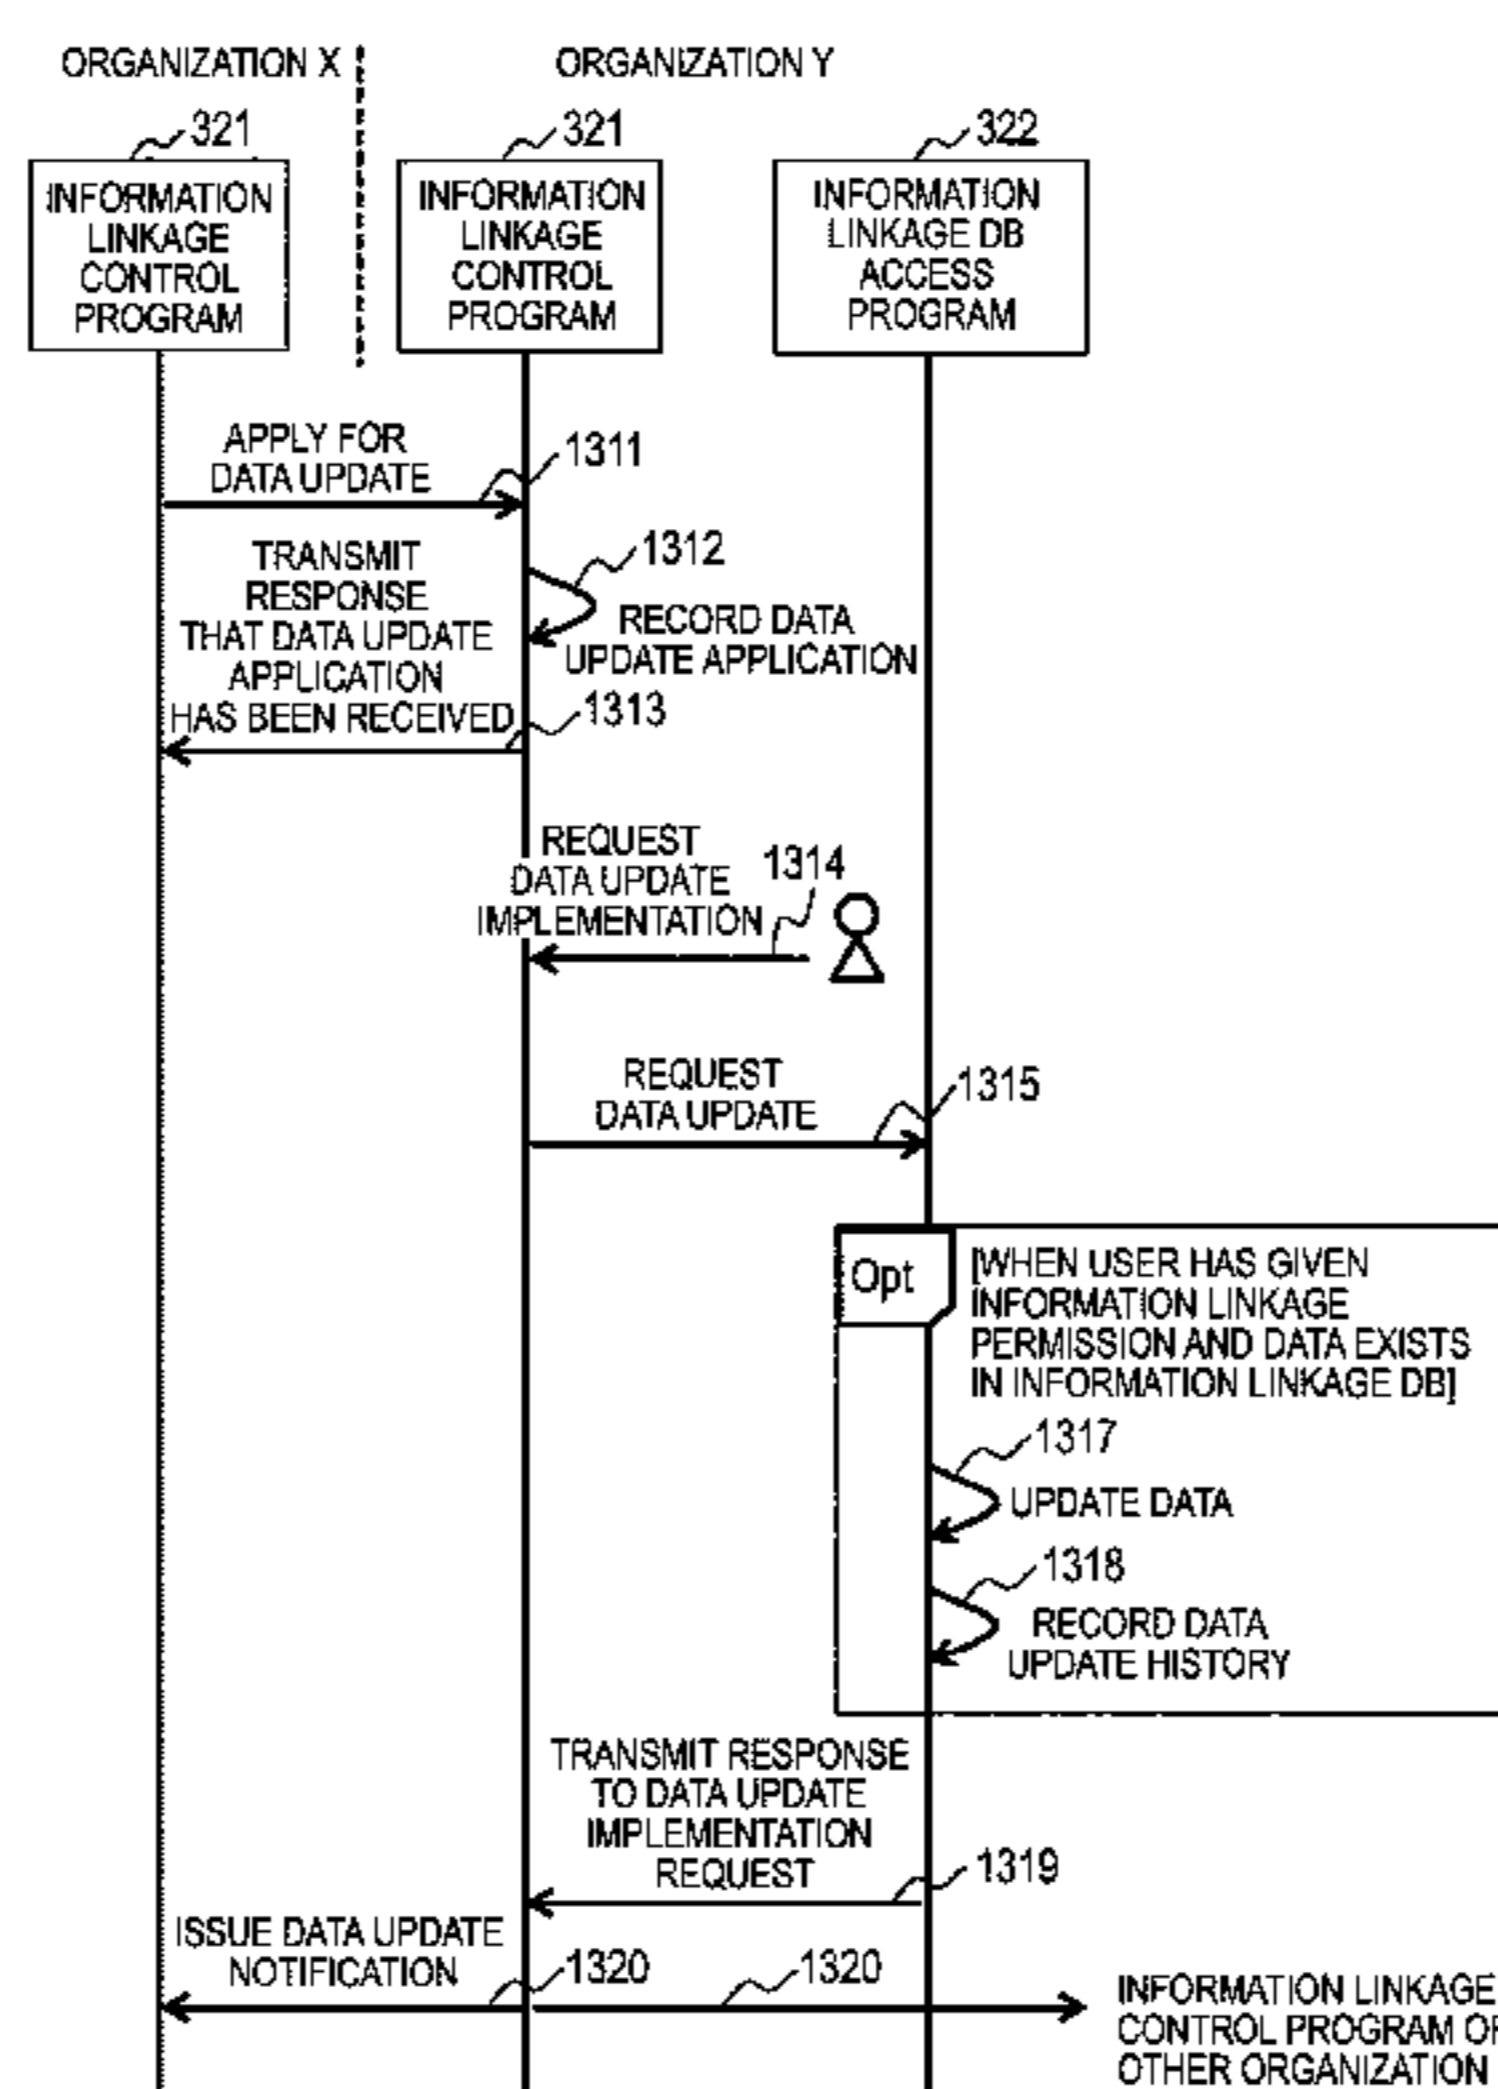 ORGANIZATION X
ORGANIZATION Y
321
321
322
INFORMATION
LINKAGE
CONTROL
PROGRAM
INFORMATION
LINKAGE
CONTROL
PROGRAM
INFORMATION
LINKAGE DB
ACCESS
PROGRAM
APPLY FOR
DATA UPDATE
1311
1312
RECORD DATA
UPDATE APPLICATION
TRANSMIT
RESPONSE
THAT DATA UPDATE
APPLICATION
HAS BEEN RECEIVED
1313
REQUEST
DATA UPDATE
IMPLEMENTATION
1314
REQUEST
DATA UPDATE
1315
Opt
[WHEN USER HAS GIVEN
INFORMATION LINKAGE
PERMISSION AND DATA EXISTS
IN INFORMATION LINKAGE DB]
1317
UPDATE DATA
1318
RECORD DATA
UPDATE HISTORY
TRANSMIT RESPONSE
TO DATA UPDATE
IMPLEMENTATION
REQUEST
1319
ISSUE DATA UPDATE
NOTIFICATION
1320
1320
INFORMATION LINKAGE
CONTROL PROGRAM OF
OTHER ORGANIZATION